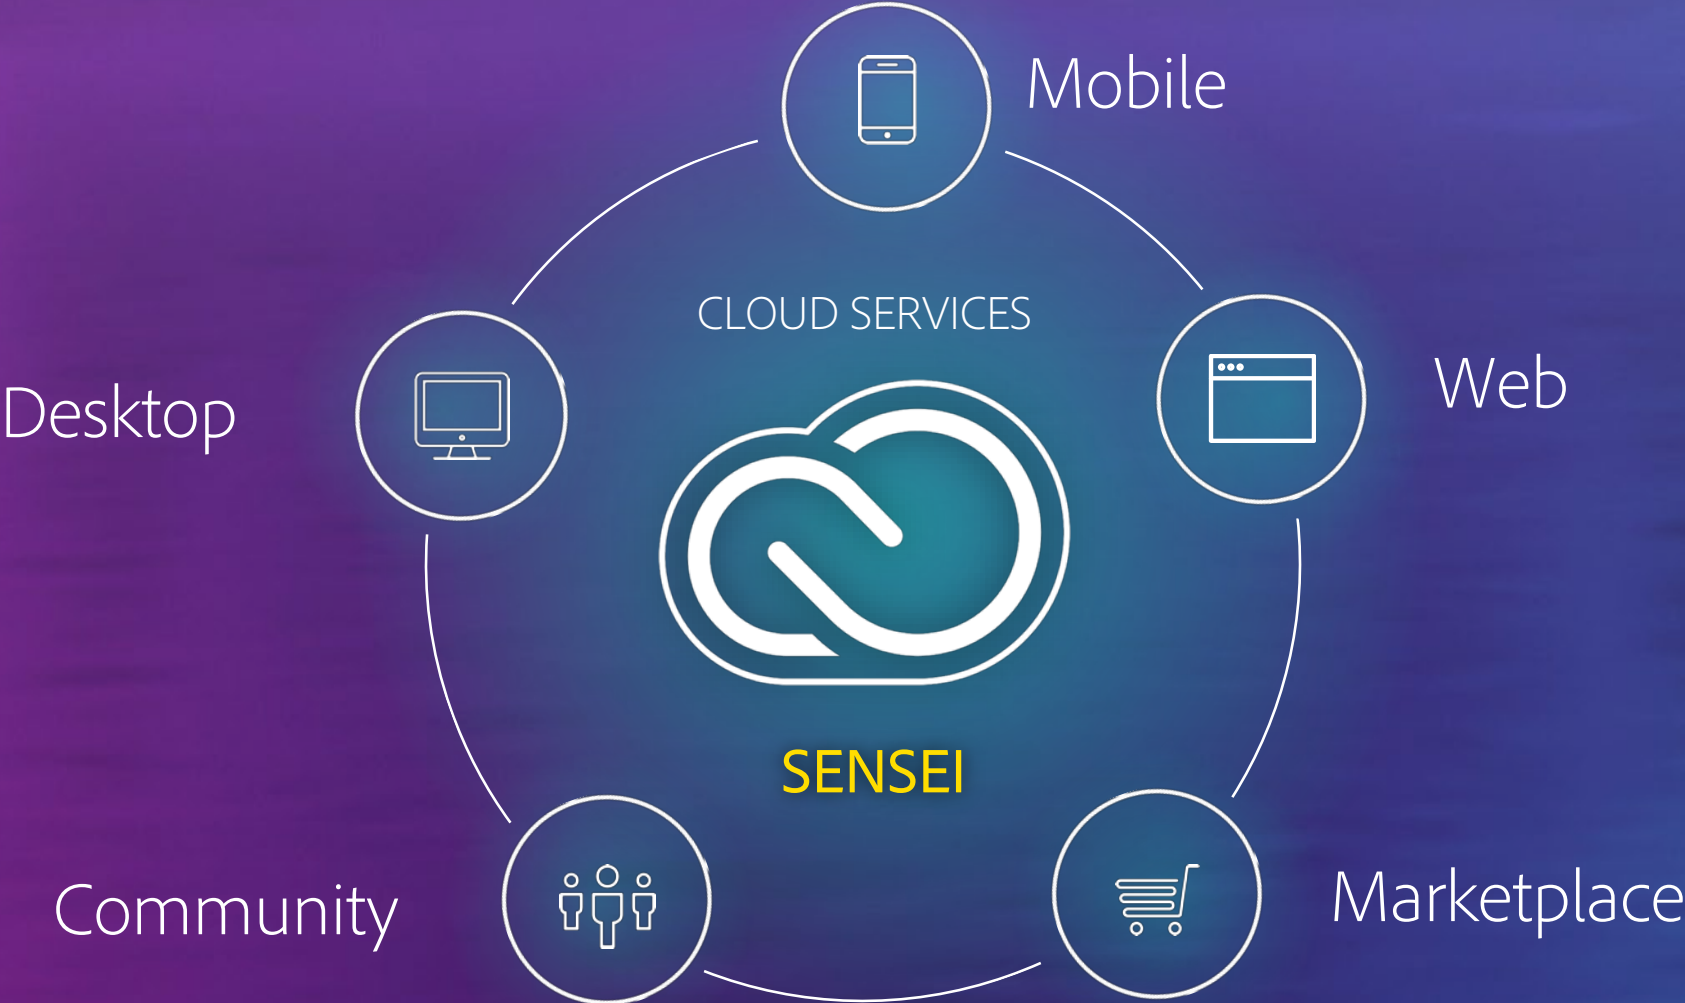 Mobile
CLOUD SERVICES
Web
Desktop
SENSEI
Marketplace
Community